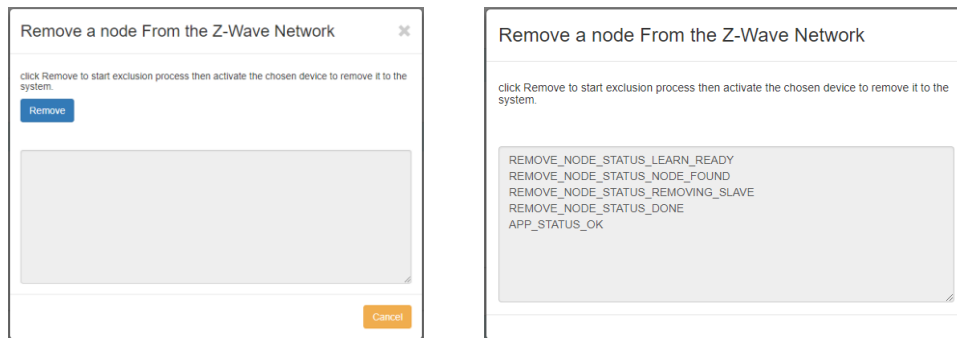 Remove a node From the Z-Wave Network
click Remove to start exclusion process then activate the chosen device to remove it to the
system.
Remove
Cancel
Remove a node From the Z-Wave Network
click Remove to start exclusion process then activate the chosen device to remove it to the
system.
REMOVE_NODE_STATUS_LEARN_READY
REMOVE_NODE_STATUS_NODE_FOUND
REMOVE_NODE_STATUS_REMOVING_SLAVE
REMOVE_NODE_STATUS_DONE
APP_STATUS_OK